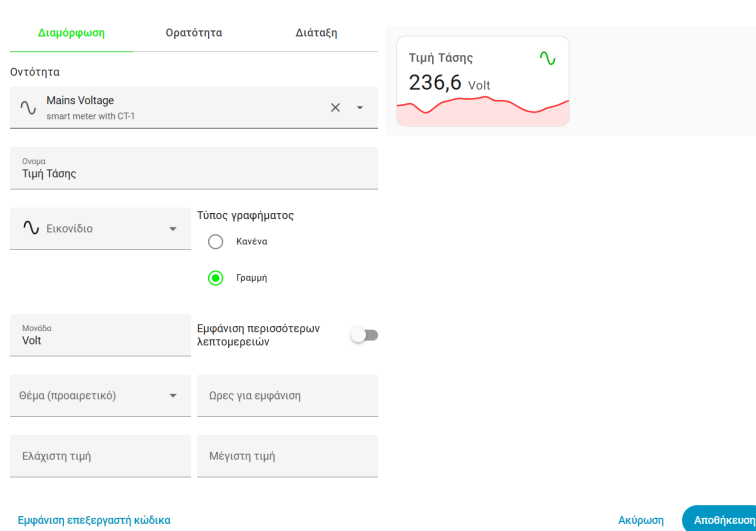 Διαμόρφωση
Ορατότητα
Διάταξη
Οντότητα
Mains Voltage
smart meter with CT-1
Ονομα
Τιμή Τάσης
Εικονίδιο
Τύπος γραφήματος
Κανένα
Γραμμή
Μονάδα
Volt
Εμφάνιση περισσότερων
λεπτομερειών
Θέμα (προαιρετικό)
Ωρες για εμφάνιση
Ελάχιστη τιμή
Μέγιστη τιμή
Τιμή Τάσης
236,6 Volt
Εμφάνιση επεξεργαστή κώδικα
Ακύρωση
Αποθήκευση